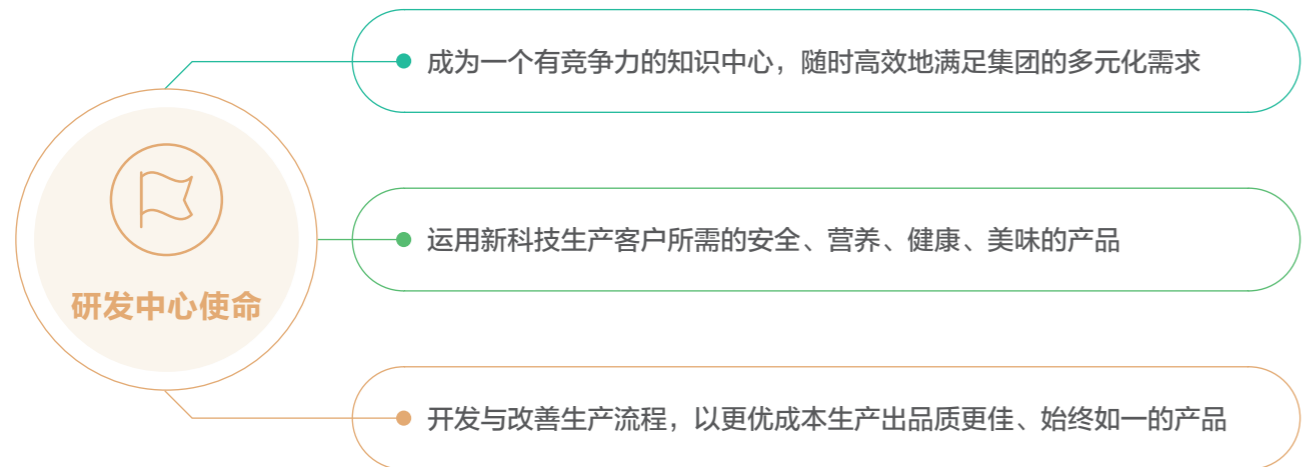 成为一个有竞争力的知识中心，随时高效地满足集团的多元化需求
运用新科技生产客户所需的安全、营养、健康、美味的产品
研发中心使命
开发与改善生产流程，以更优成本生产出品质更佳、始终如一的产品